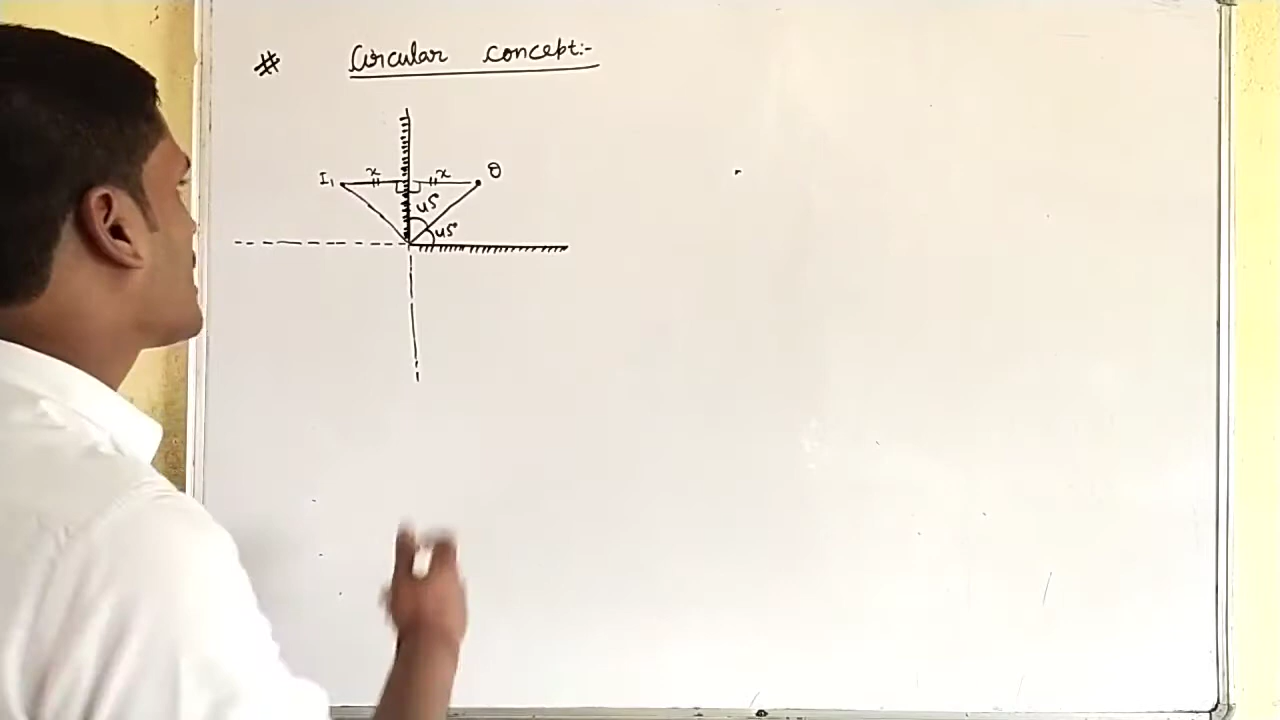 # Circular concept:-
I₁ x x O
45°
45°